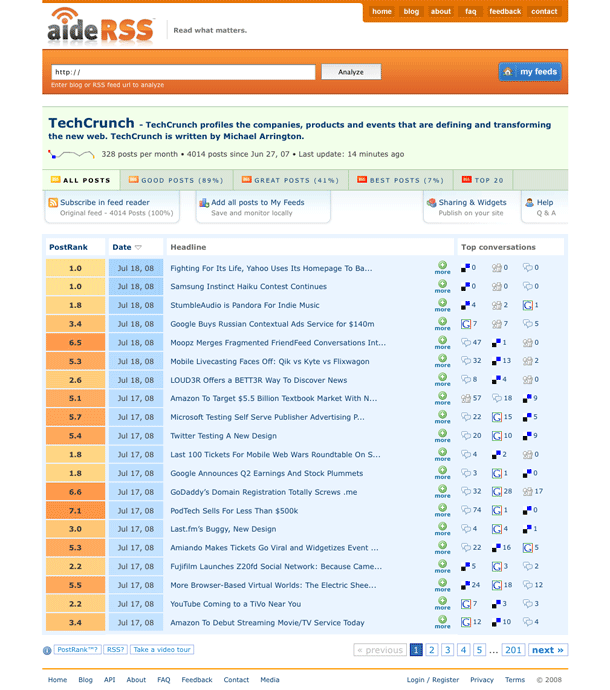 home blog about faq feedback contact
aideRSS Read what matters.
http:// Analyze my feeds
Enter blog or RSS feed url to analyze
TechCrunch - TechCrunch profiles the companies, products and events that are defining and transforming
the new web. TechCrunch is written by Michael Arrington.
328 posts per month • 4014 posts since Jun 27, 07 • Last update: 14 minutes ago
ALL POSTS GOOD POSTS (89%) GREAT POSTS (41%) BEST POSTS (7%) TOP 20
Subscribe in feed reader Add all posts to My Feeds Sharing & Widgets Help
Original feed - 4014 Posts (100%) Save and monitor locally Publish on your site Q & A
PostRank Date Headline Top conversations
1.0 Jul 18, 08 Fighting For Its Life, Yahoo Uses Its Homepage To Ba... more 0 0 0
1.0 Jul 18, 08 Samsung Instinct Haiku Contest Continues more 0 0 0
1.8 Jul 18, 08 StumbleAudio is Pandora For Indie Music more 4 2 1
3.4 Jul 18, 08 Google Buys Russian Contextual Ads Service for $140m more 7 7 5
6.5 Jul 18, 08 Moopz Merges Fragmented FriendFeed Conversations Int... more 47 1 0
5.3 Jul 18, 08 Mobile Livecasting Faces Off: Qik vs Kyte vs Flixwagon more 32 13 2
2.6 Jul 18, 08 LOUD3R Offers a BETT3R Way To Discover News more 8 4 0
5.1 Jul 17, 08 Amazon To Target $5.5 Billion Textbook Market With N... more 57 18 9
5.7 Jul 17, 08 Microsoft Testing Self Serve Publisher Advertising P... more 22 15 5
5.4 Jul 17, 08 Twitter Testing A New Design more 20 10 9
1.8 Jul 17, 08 Last 100 Tickets For Mobile Web Wars Roundtable On S... more 4 2 0
1.8 Jul 17, 08 Google Announces Q2 Earnings And Stock Plummets more 3 1 0
6.6 Jul 17, 08 GoDaddy's Domain Registration Totally Screws .me more 32 28 17
7.1 Jul 17, 08 PodTech Sells For Less Than $500k more 74 1 0
3.0 Jul 17, 08 Last.fm's Buggy, New Design more 4 4 1
5.3 Jul 17, 08 Amiando Makes Tickets Go Viral and Widgetizes Event ... more 22 16 5
2.2 Jul 17, 08 Fujifilm Launches Z20fd Social Network: Because Came... more 5 3 2
5.5 Jul 17, 08 More Browser-Based Virtual Worlds: The Electric Shee... more 24 18 12
2.2 Jul 17, 08 YouTube Coming to a TiVo Near You more 7 3 3
3.4 Jul 17, 08 Amazon To Debut Streaming Movie/TV Service Today more 12 10 4
PostRank™? RSS? Take a video tour « previous 1 2 3 4 5 ... 201 next »
Home Blog API About FAQ Feedback Contact Media Login / Register Privacy Terms © 2008